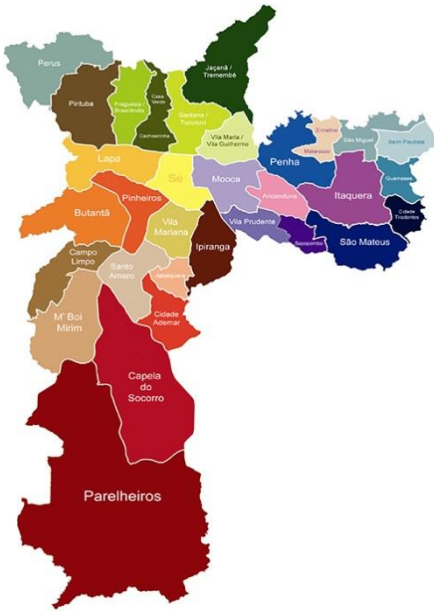 Jaçanã /
Tremembé
Perus
Pirituba
Freguesia /
Brasilândia
Casa
Verde
Cachoeirinha
Santana /
Tucuruvi
Vila Maria /
Vila Guilherme
Lapa
Sé
Mooca
Penha
Ermelino
Matarazzo
São Miguel
Itaim Paulista
Guaianases
Itaquera
Cidade
Tiradentes
Aricanduva
Butantã
Pinheiros
Vila
Mariana
Ipiranga
Vila Prudente
Sapopemba
São Mateus
Campo
Limpo
Santo
Amaro
Jabaquara
M' Boi
Mirim
Cidade
Ademar
Capela
do
Socorro
Parelheiros